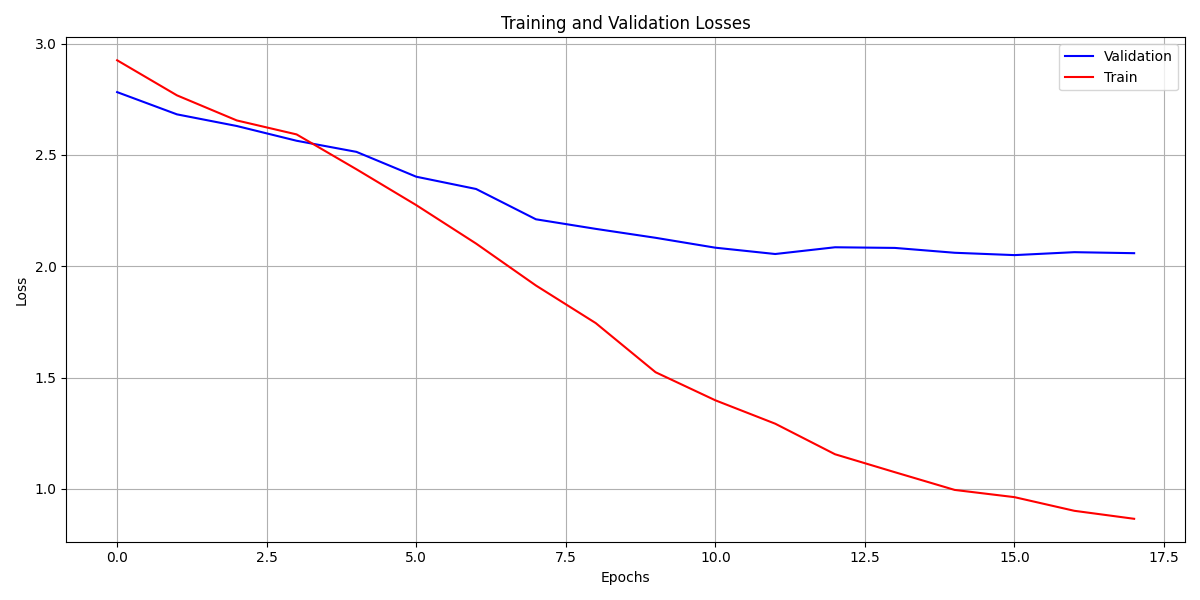 Training and Validation Losses
3.0
2.5
2.0
1.5
1.0
Loss
Validation
Train
0.0 2.5 5.0 7.5 10.0 12.5 15.0 17.5
Epochs